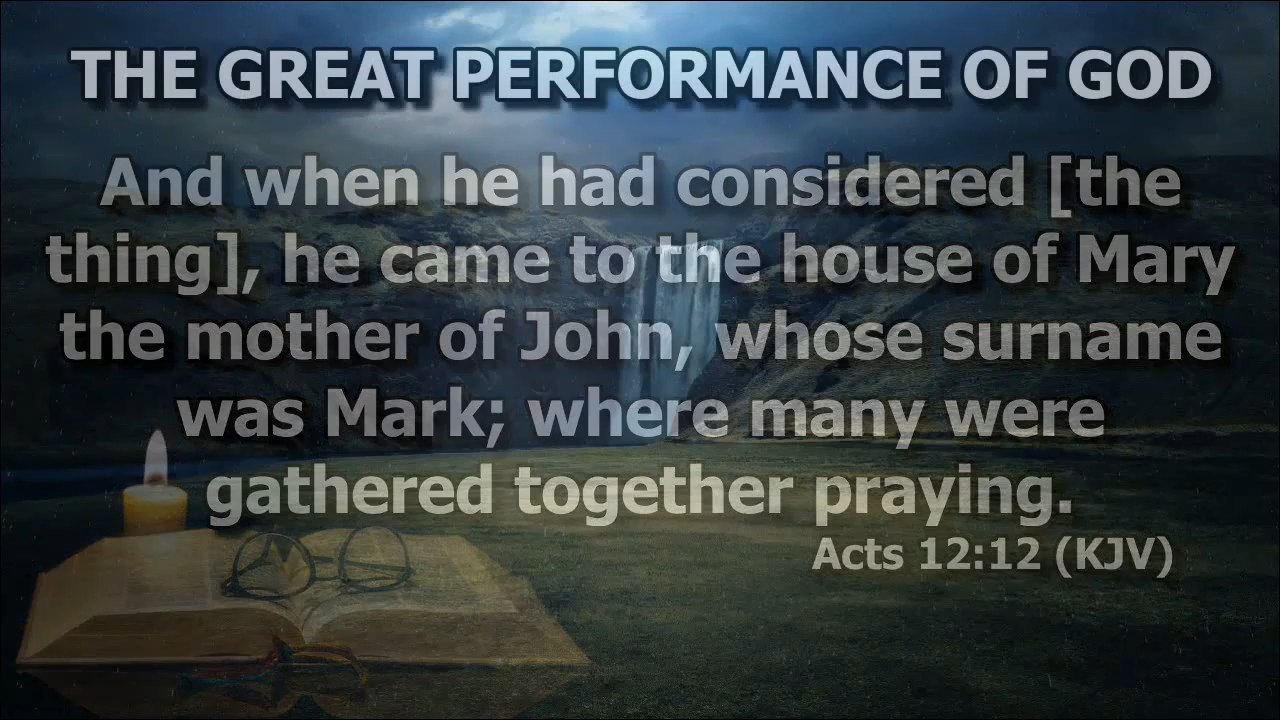 THE GREAT PERFORMANCE OF GOD
And when he had considered [the
thing], he came to the house of Mary
the mother of John, whose surname
was Mark; where many were
gathered together praying.
Acts 12:12 (KJV)